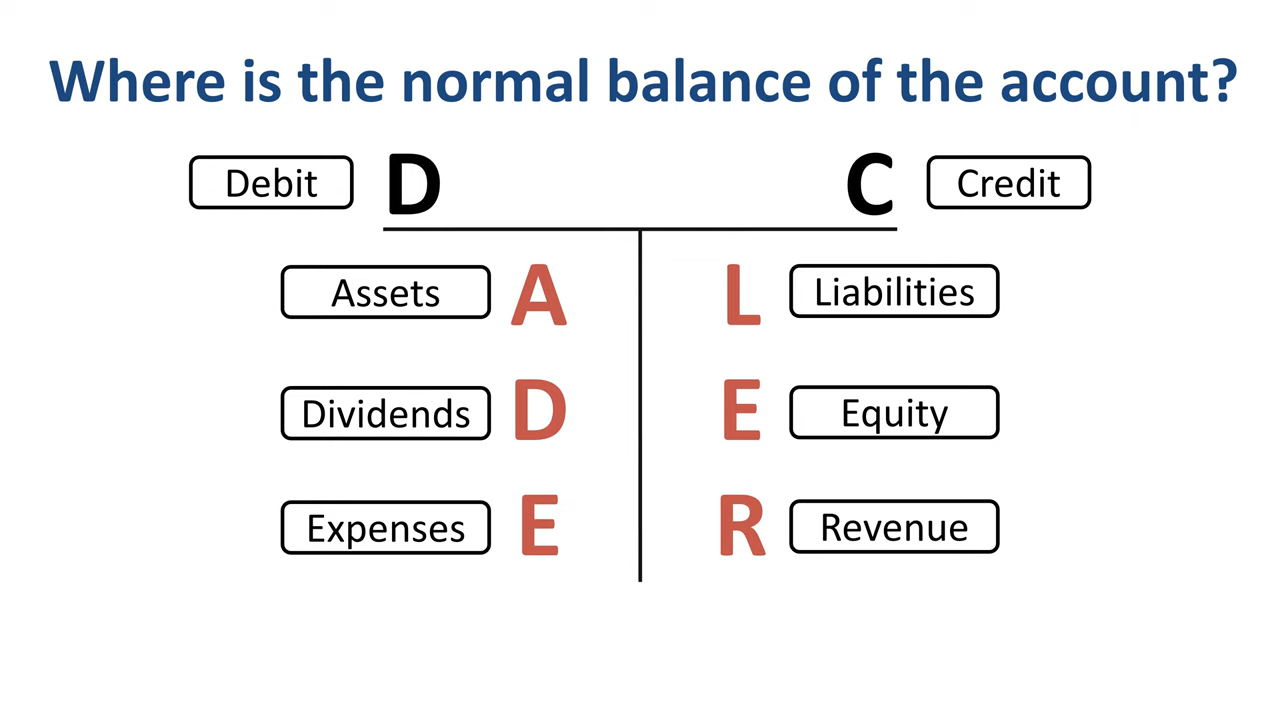 Where is the normal balance of the account?
Debit D C Credit
Assets A L Liabilities
Dividends D E Equity
Expenses E R Revenue